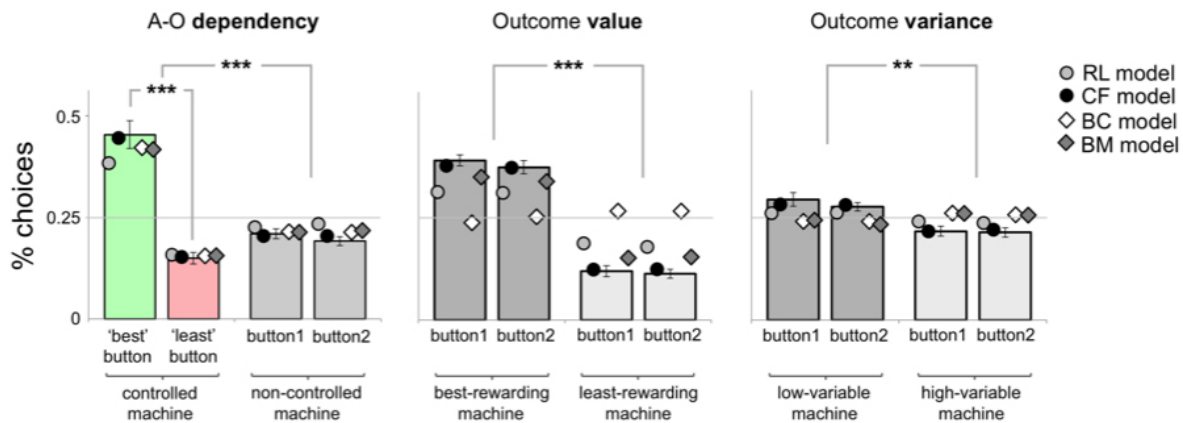 A-O dependency
Outcome value
Outcome variance
RL model
CF model
BC model
BM model
% choices
0.5
0.25
0
***
***
***
**
'best' button
'least' button
button1 button2
button1 button2
button1 button2
button1 button2
button1 button2
controlled machine
non-controlled machine
best-rewarding machine
least-rewarding machine
low-variable machine
high-variable machine